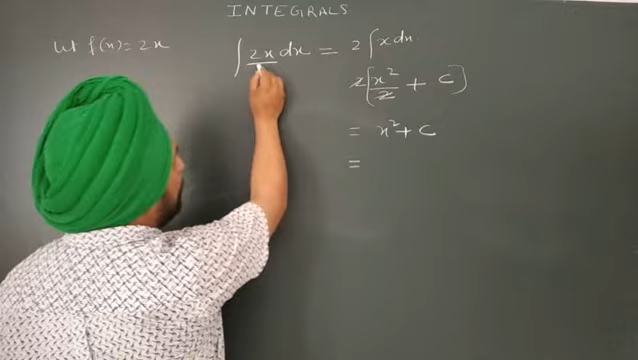 INTEGRALS
Let f(x) = 2x
∫ 2x dx = 2 ∫ x dx
2[x²/2 + C]
= x² + C
=